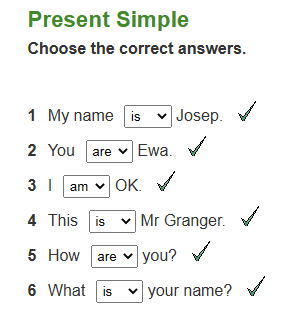 Present Simple
Choose the correct answers.
1 My name is Josep.
2 You are Ewa.
3 I am OK.
4 This is Mr Granger.
5 How are you?
6 What is your name?